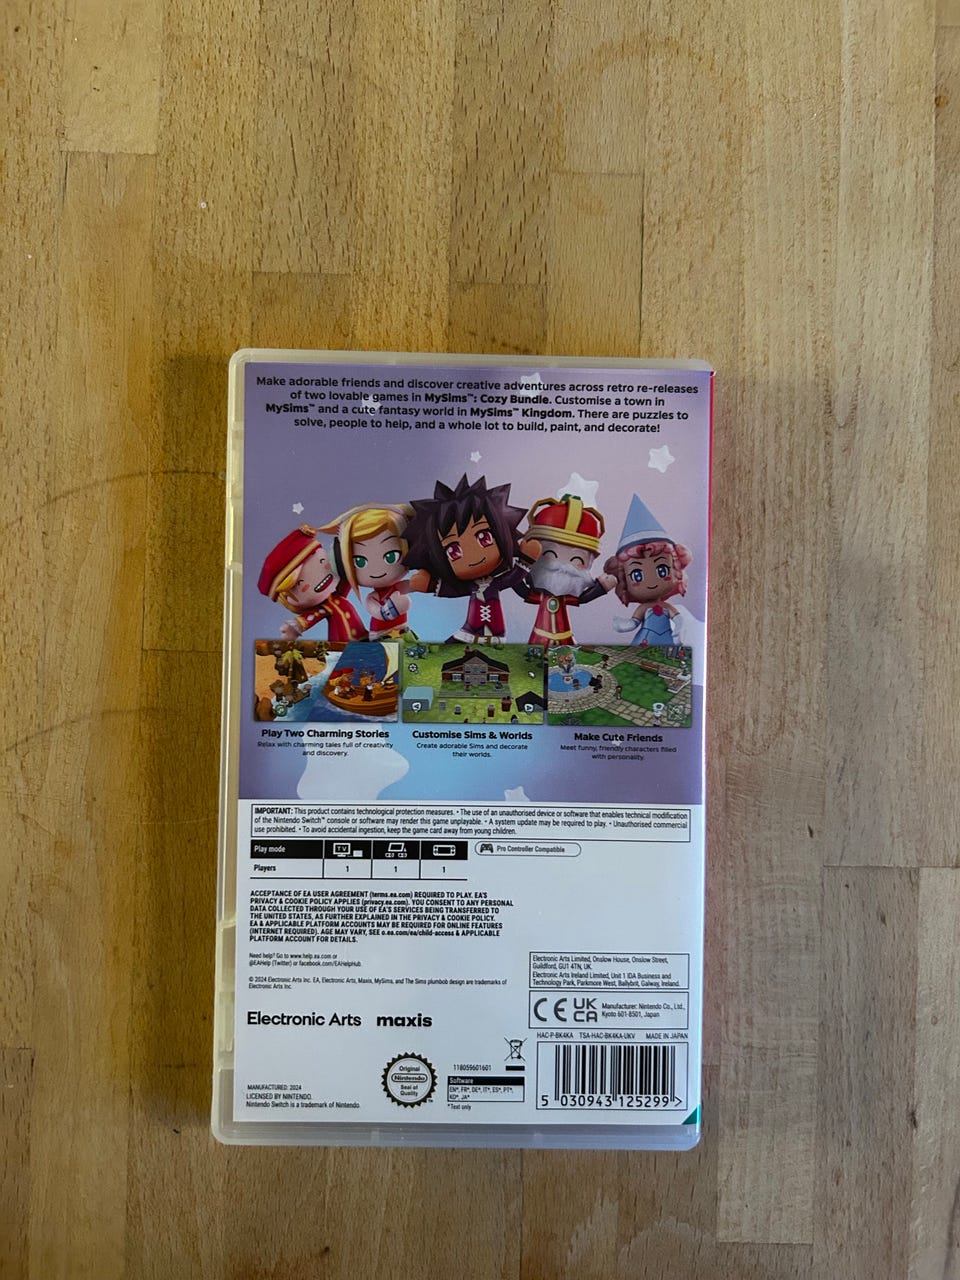 Make adorable friends and discover creative adventures across retro re-releases
of two lovable games in MySims™: Cozy Bundle. Customise a town in
MySims™ and a cute fantasy world in MySims™ Kingdom. There are puzzles to
solve, people to help, and a whole lot to build, paint, and decorate!
Play Two Charming Stories
Relax with charming tales full of creativity
and discovery.
Customise Sims & Worlds
Create adorable Sims and decorate
their worlds.
Make Cute Friends
Meet funny, friendly characters filled
with personality.
IMPORTANT: This product contains technological protection measures. • The use of an unauthorised device or software that enables technical modification
of the Nintendo Switch™ console or software may render this game unplayable. • A system update may be required to play. • Unauthorised commercial
use prohibited. • To avoid accidental ingestion, keep the game card away from young children.
Play mode
TV
Pro Controller Compatible
Players 1 1 1
ACCEPTANCE OF EA USER AGREEMENT (terms.ea.com) REQUIRED TO PLAY. EA'S
PRIVACY & COOKIE POLICY APPLIES (privacy.ea.com). YOU CONSENT TO ANY PERSONAL
DATA COLLECTED THROUGH YOUR USE OF EA'S SERVICES BEING TRANSFERRED TO
THE UNITED STATES, AS FURTHER EXPLAINED IN THE PRIVACY & COOKIE POLICY.
EA & APPLICABLE PLATFORM ACCOUNTS MAY BE REQUIRED FOR ONLINE FEATURES
(INTERNET REQUIRED). AGE MAY VARY, SEE o.ea.com/ea/child-access & APPLICABLE
PLATFORM ACCOUNT FOR DETAILS.
Need help? Go to www.help.ea.com or
@EAHelp (Twitter) or facebook.com/EAHelpHub.
© 2024 Electronic Arts Inc. EA, Electronic Arts, Maxis, MySims, and The Sims plumbob design are trademarks of
Electronic Arts Inc.
Electronic Arts Limited, Onslow House, Onslow Street,
Guildford, GU1 4TN, UK.
Electronic Arts Ireland Limited, Unit 1 IDA Business and
Technology Park, Parkmore West, Ballybrit, Galway, Ireland.
CE UK
CA
Manufacturer: Nintendo Co., Ltd.,
Kyoto 601-8501, Japan
HAC-P-BK4KA TSA-HAC-BK4KA-UKV MADE IN JAPAN
Electronic Arts maxis
MANUFACTURED: 2024
LICENSED BY NINTENDO.
Nintendo Switch is a trademark of Nintendo.
Original
Nintendo
Seal of
Quality
™
118059601601
Software
EN*, FR*, DE*, IT*, ES*, PT*,
KO*, JA*
*Text only
5 030943 125299 >